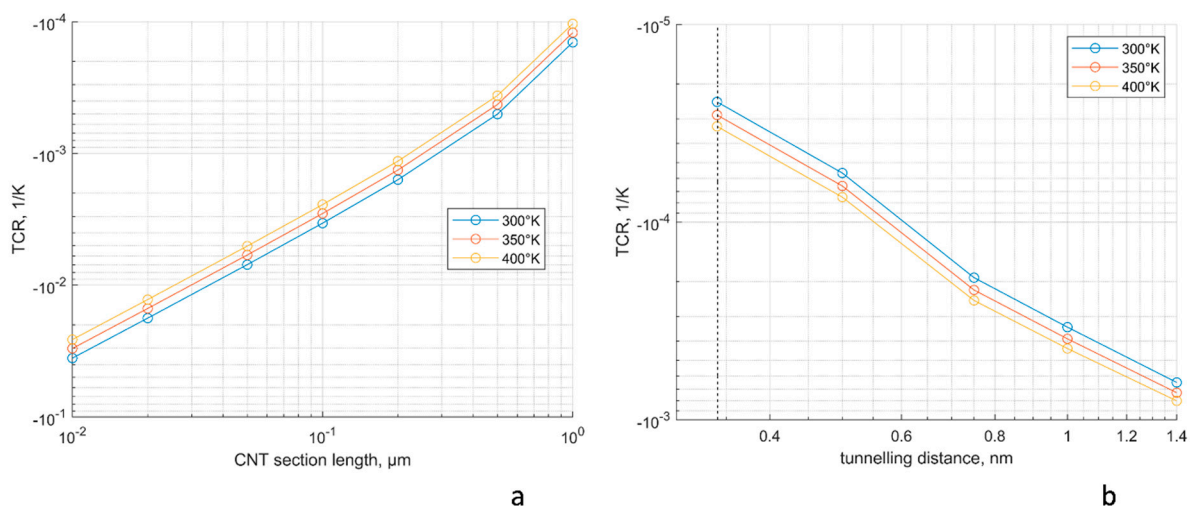 -10⁻⁴
-10⁻³
-10⁻²
-10⁻¹
TCR, 1/K
300°K
350°K
400°K
10⁻²
10⁻¹
10⁰
CNT section length, µm
a
-10⁻⁵
-10⁻⁴
-10⁻³
TCR, 1/K
300°K
350°K
400°K
0.4
0.6
0.8
1
1.2
1.4
tunnelling distance, nm
b